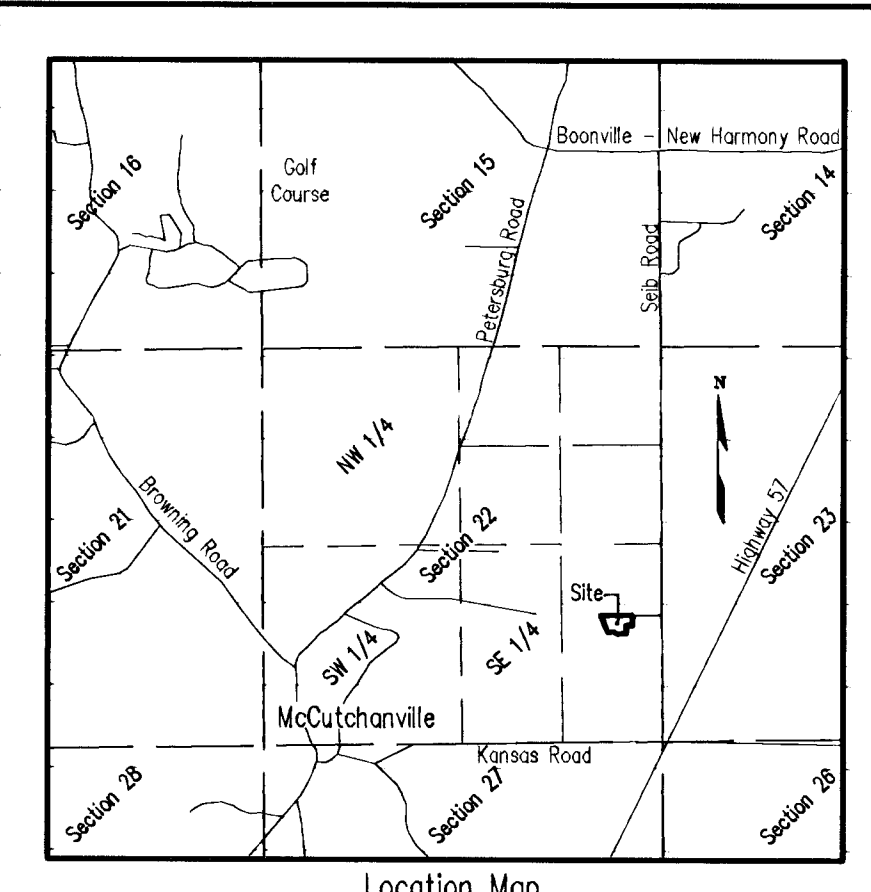 Boonville - New Harmony Road
Golf
Course
Section 16
Section 15
Section 14
Petersburg Road
Seib Road
N
NW 1/4
Browning Road
Section 21
Section 22
Highway 57
Section 23
Site
SW 1/4
SE 1/4
McCutchanville
Kansas Road
Section 28
Section 27
Section 26
Location Map